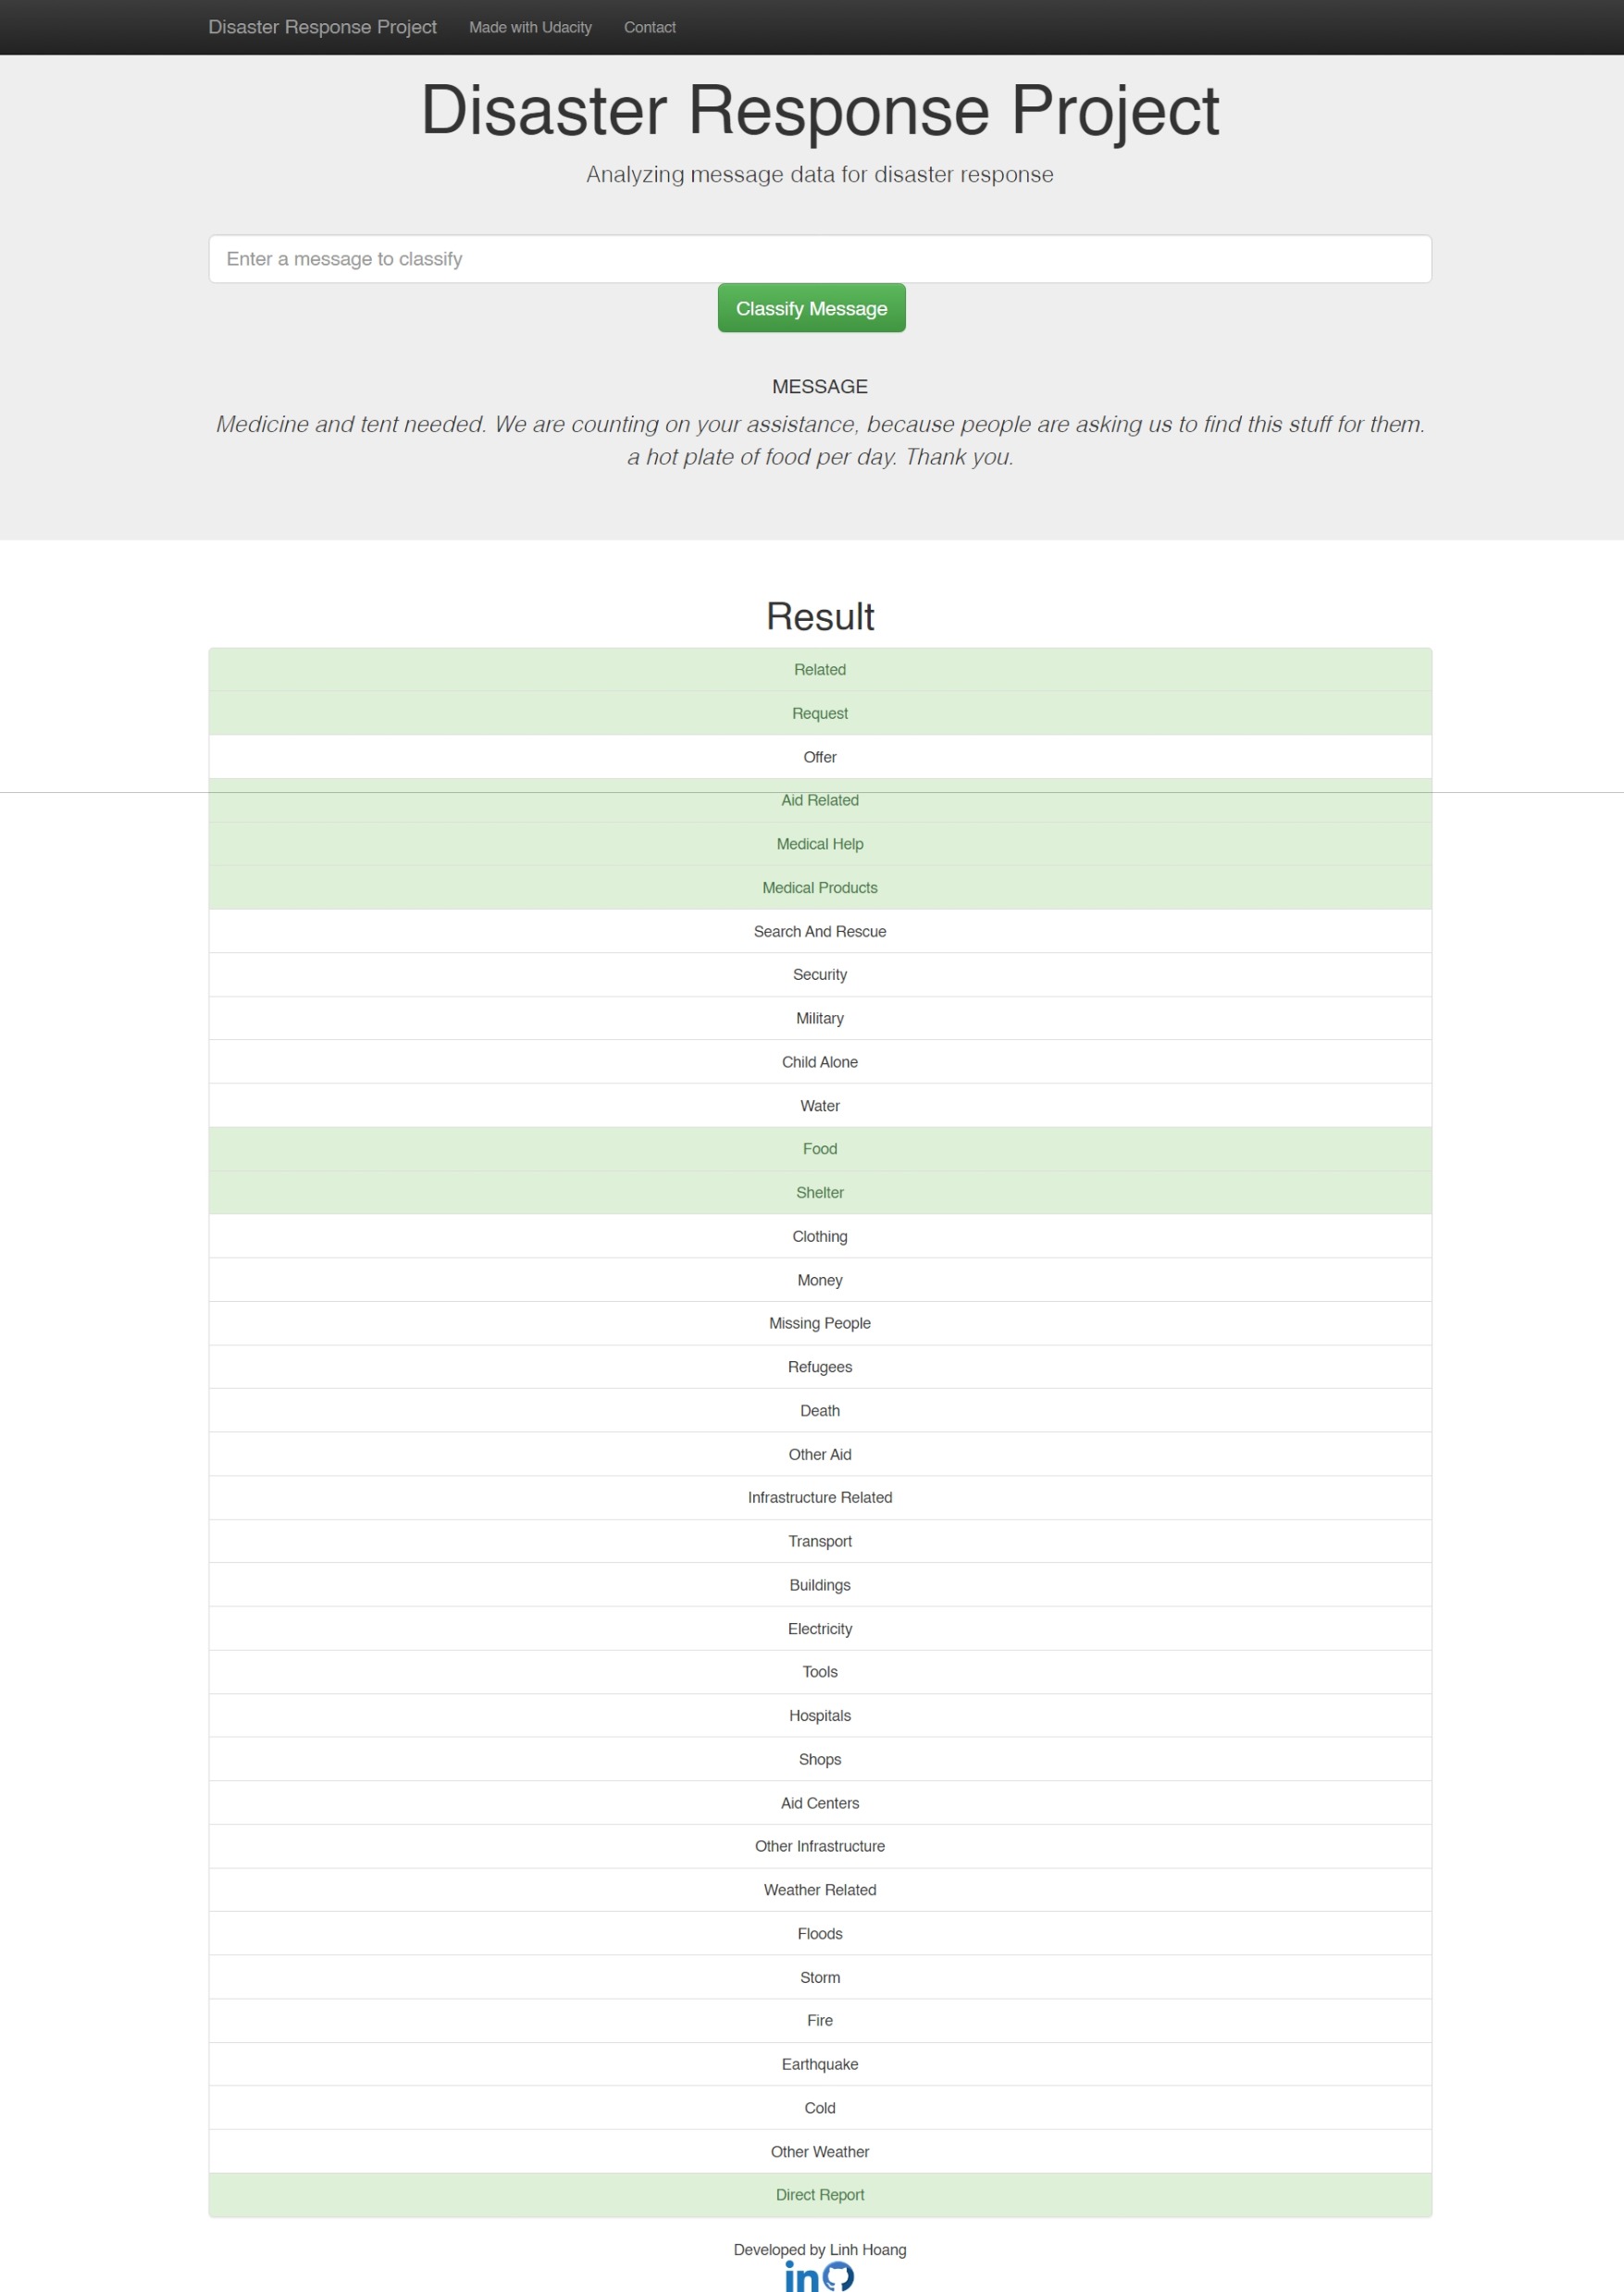 Disaster Response Project Made with Udacity Contact
Disaster Response Project
Analyzing message data for disaster response
Enter a message to classify
Classify Message
MESSAGE
Medicine and tent needed. We are counting on your assistance, because people are asking us to find this stuff for them.
a hot plate of food per day. Thank you.
Result
Related
Request
Offer
Aid Related
Medical Help
Medical Products
Search And Rescue
Security
Military
Child Alone
Water
Food
Shelter
Clothing
Money
Missing People
Refugees
Death
Other Aid
Infrastructure Related
Transport
Buildings
Electricity
Tools
Hospitals
Shops
Aid Centers
Other Infrastructure
Weather Related
Floods
Storm
Fire
Earthquake
Cold
Other Weather
Direct Report
Developed by Linh Hoang
in